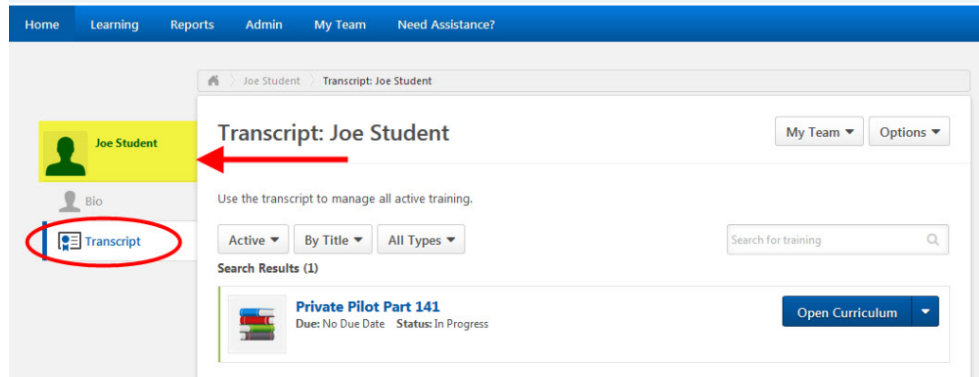 Home Learning Reports Admin My Team Need Assistance?
Joe Student Transcript: Joe Student
Joe Student
Bio
Transcript
Transcript: Joe Student
My Team Options
Use the transcript to manage all active training.
Active By Title All Types
Search for training
Search Results (1)
Private Pilot Part 141
Due: No Due Date Status: In Progress
Open Curriculum